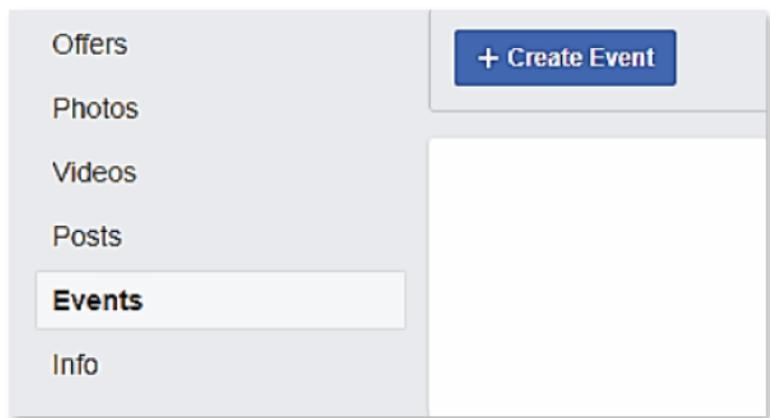 Offers
Photos
Videos
Posts
Events
Info
+ Create Event